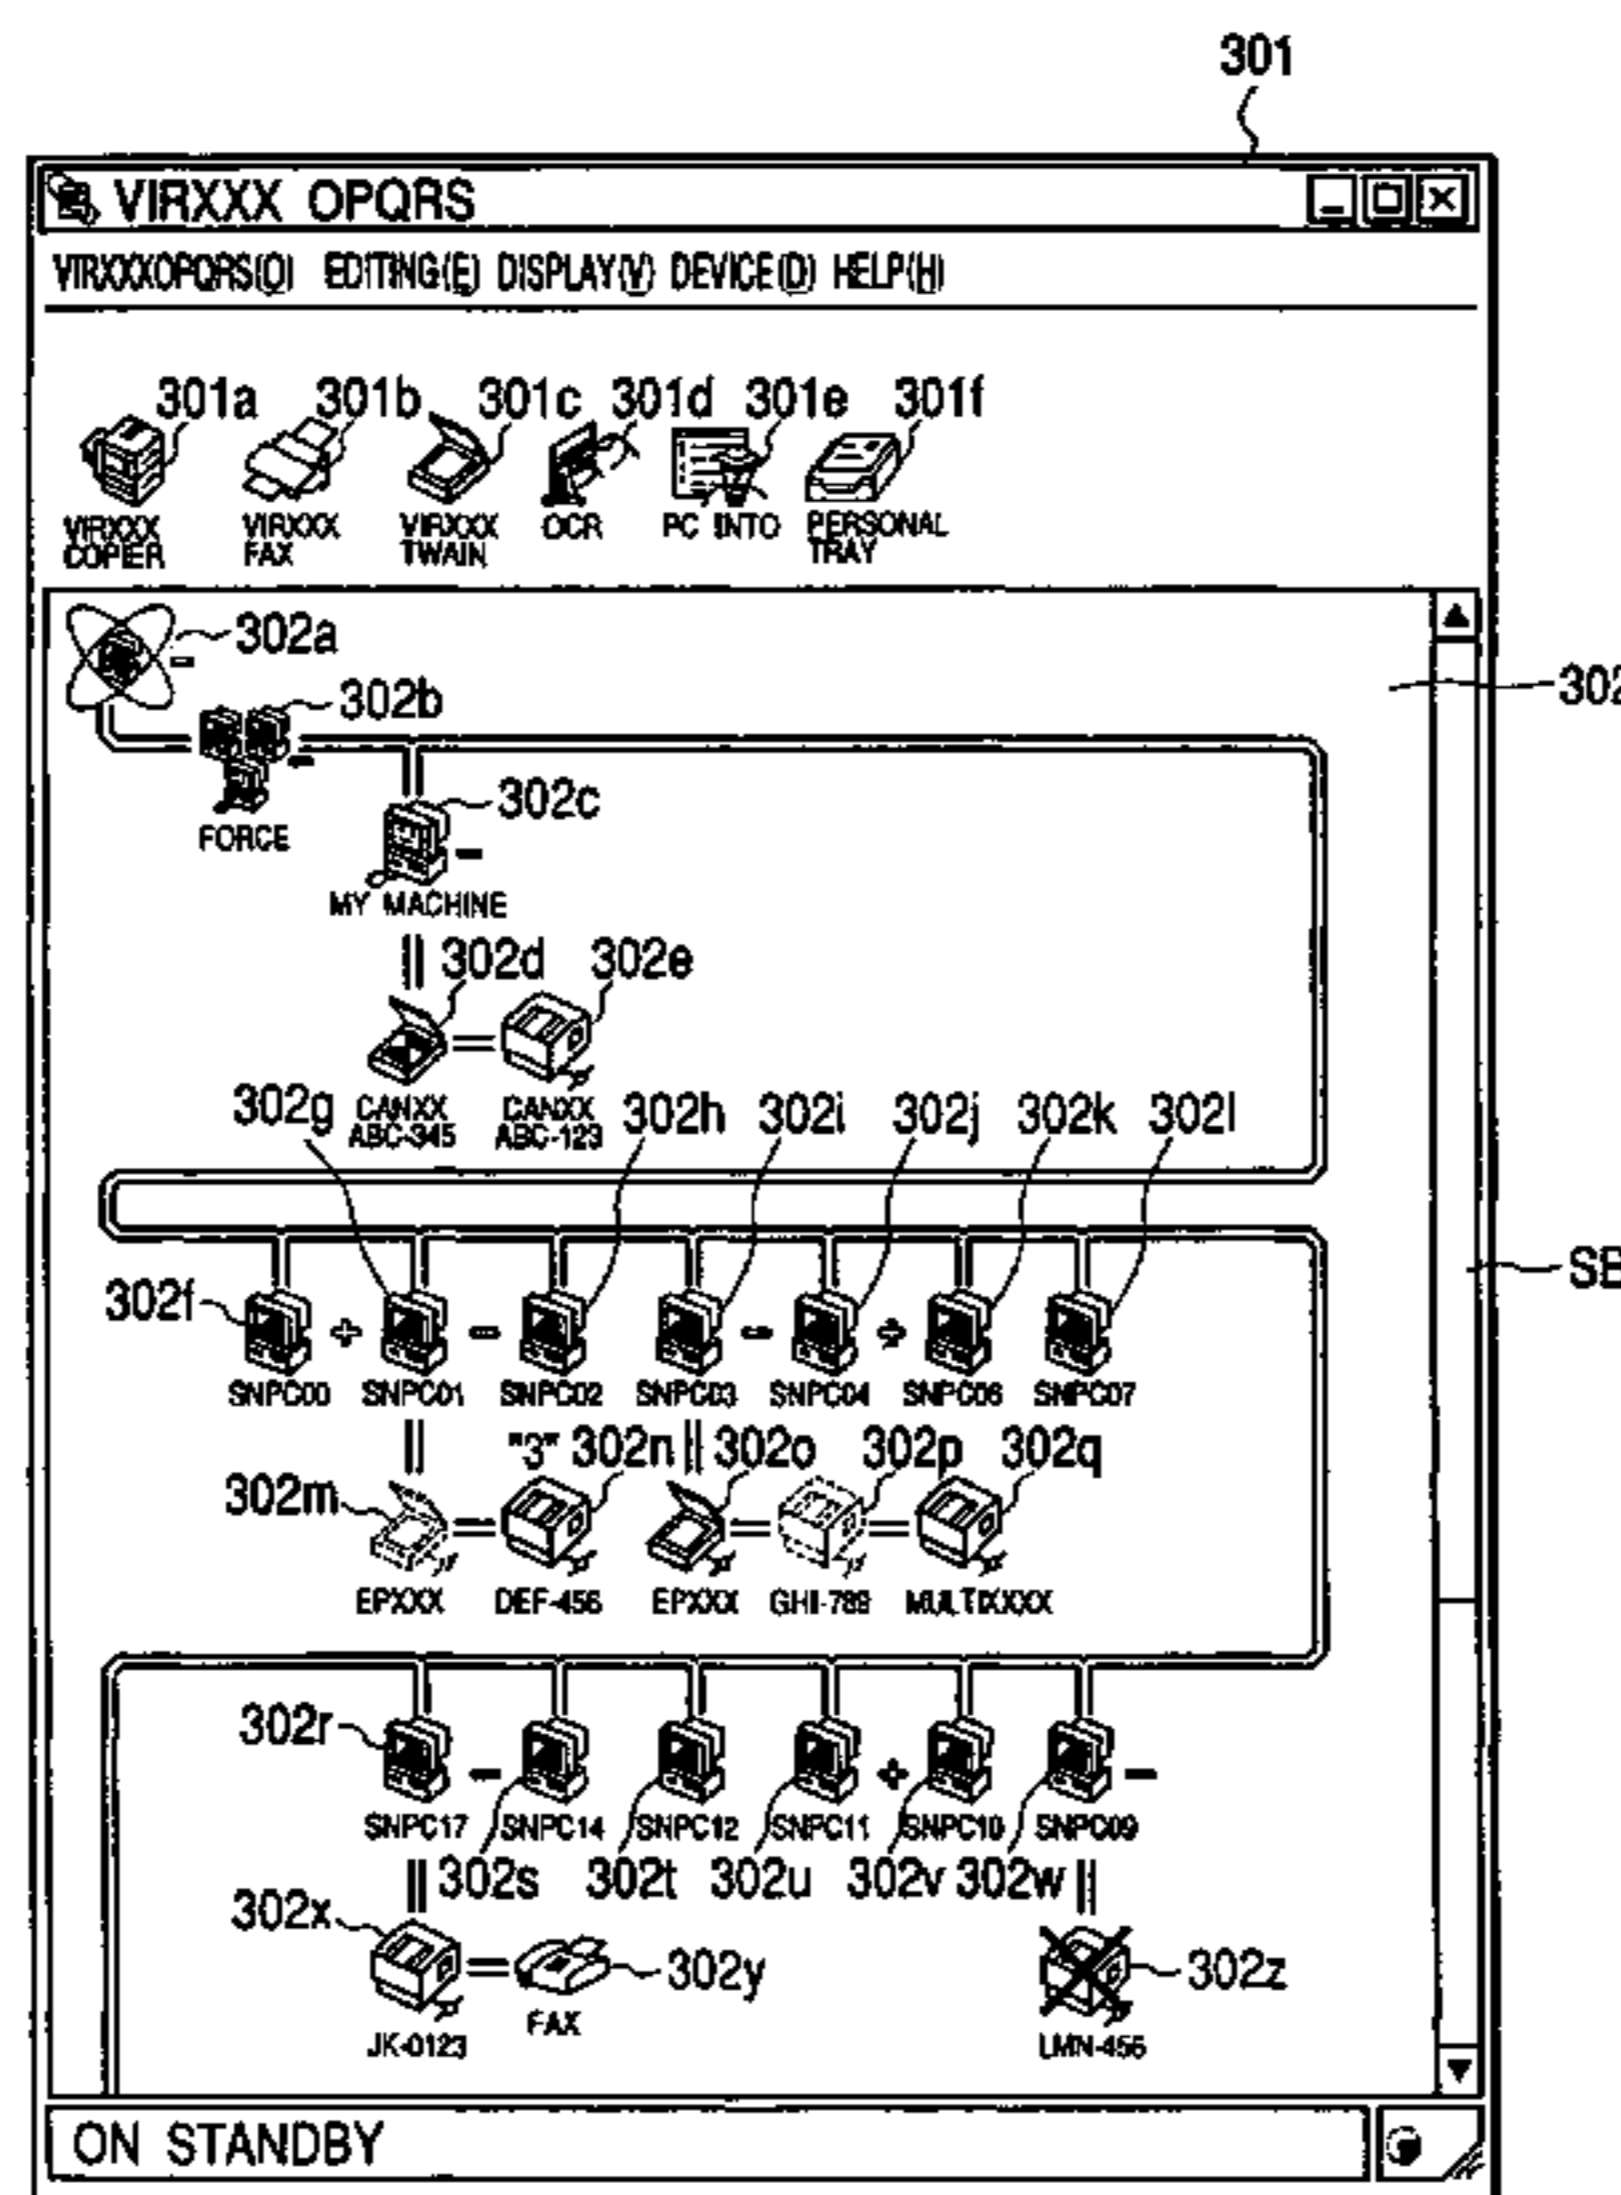 301
VIRXXX OPQRS
VIRXXXOPQRS(O) EDITING(E) DISPLAY(V) DEVICE(D) HELP(H)
301a 301b 301c 301d 301e 301f
VIRXXX COPIER
VIRXXX FAX
VIRXXX TWAIN
OCR
PC INTO
PERSONAL TRAY
302a
302
302b
FORCE
302c
MY MACHINE
302d 302e
CANXX ABC-345
CANXX ABC-123
302g 302h 302i 302j 302k 302l
302f
SB
SNPC00 SNPC01 SNPC02 SNPC03 SNPC04 SNPC06 SNPC07
"3" 302n 302o 302p 302q
302m
EPXXX DEF-456 EPXXX GHI-789 MULTIXXXX
302r
SNPC17 SNPC14 SNPC12 SNPC11 SNPC10 SNPC09
302s 302t 302u 302v 302w
302x
302y 302z
JK-0123 FAX LMN-456
ON STANDBY